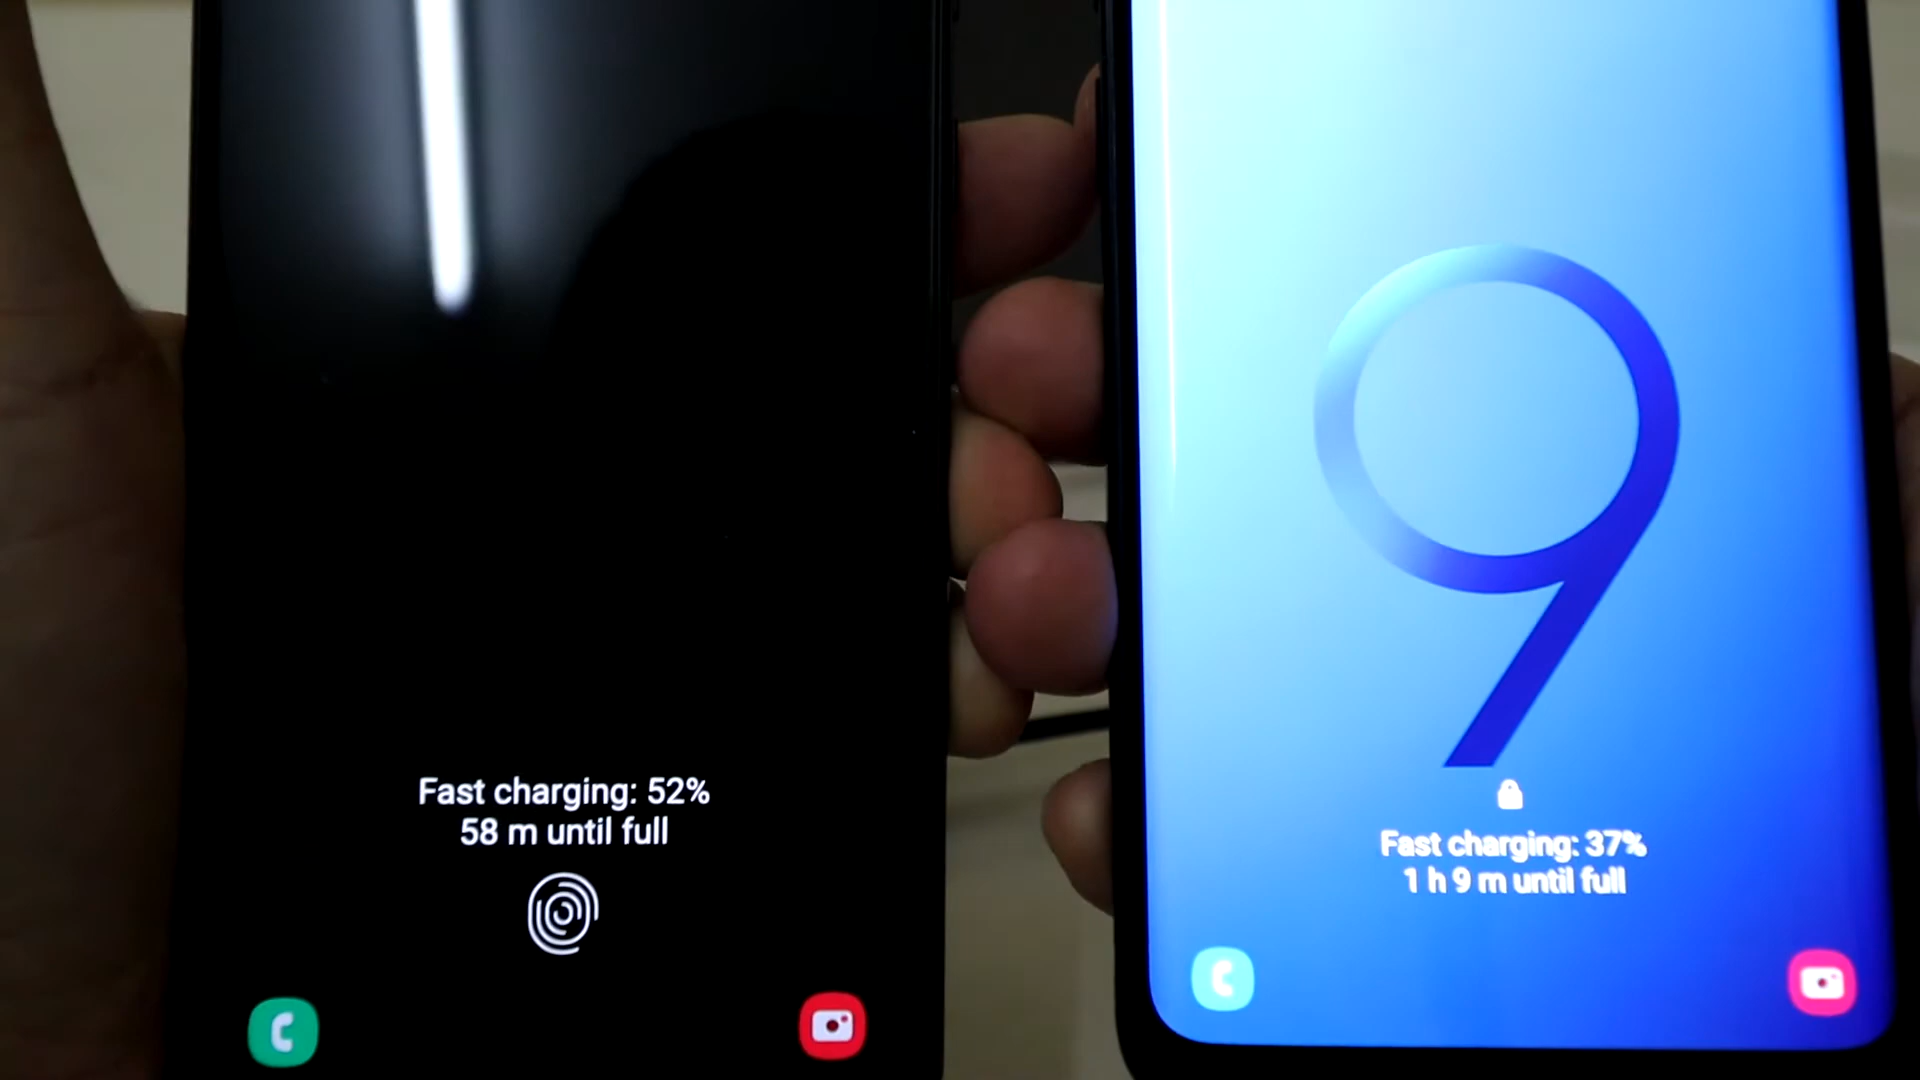 Fast charging: 52%
58 m until full
9
Fast charging: 37%
1 h 9 m until full